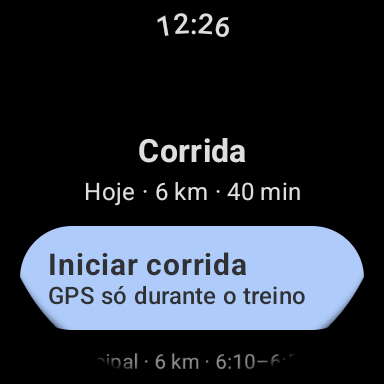 12:26
Corrida
Hoje · 6 km · 40 min
Iniciar corrida
GPS só durante o treino
· 6 km ·